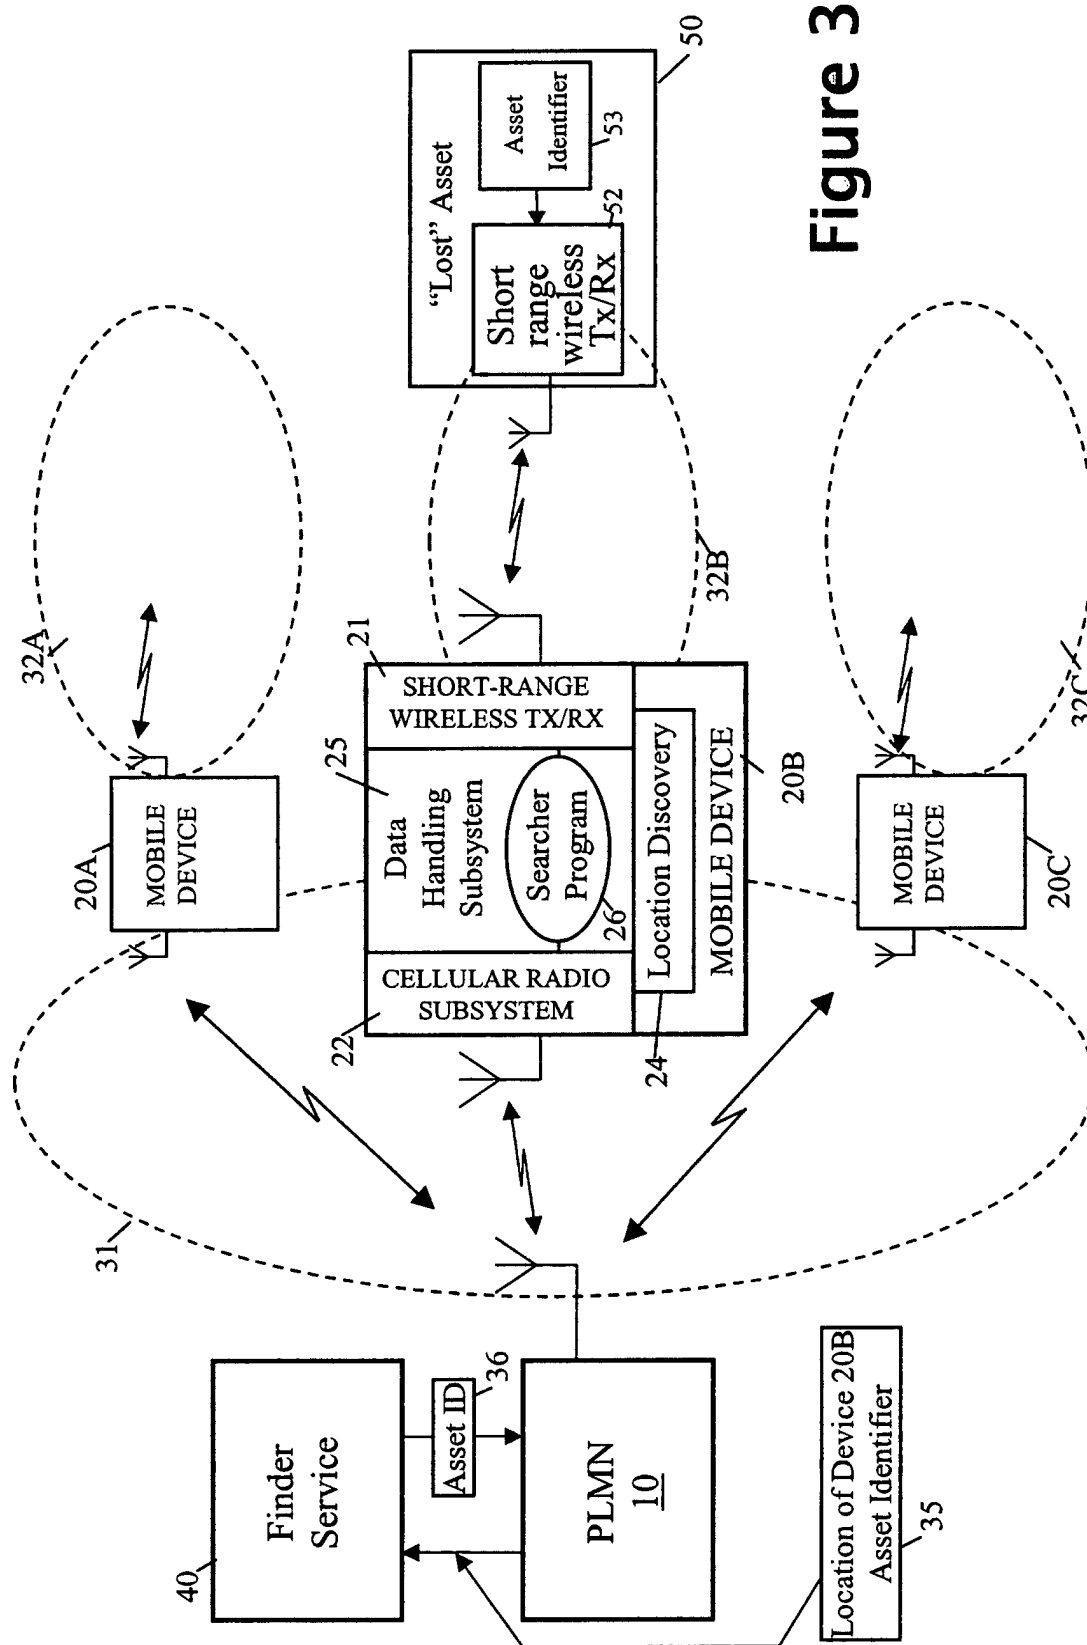 40
Finder
Service
Asset ID
36
PLMN
10
Location of Device 20B
Asset Identifier
35
31
20A
MOBILE
DEVICE
32A
25
21
Data
Handling
Subsystem
SHORT-RANGE
WIRELESS TX/RX
Searcher
Program
26
CELLULAR RADIO
SUBSYSTEM
22
Location Discovery
24
MOBILE DEVICE
20B
32B
MOBILE
DEVICE
20C
32C
"Lost" Asset
Short
range
wireless
Tx/Rx
52
Asset
Identifier
53
50
Figure 3